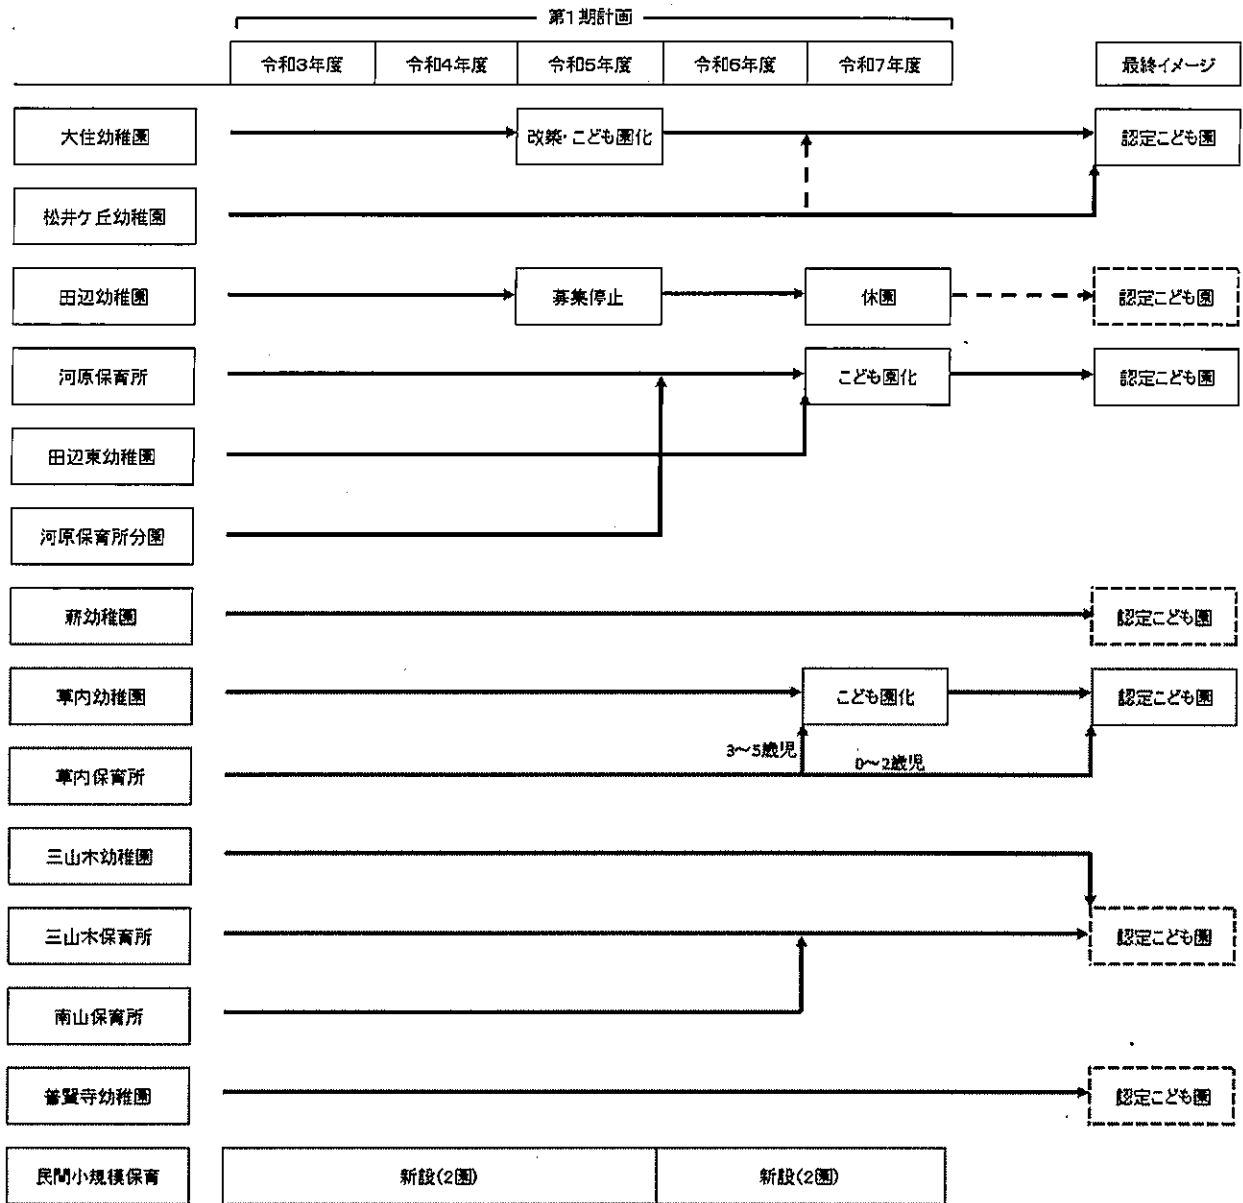 第1期計画
令和3年度 令和4年度 令和5年度 令和6年度 令和7年度 最終イメージ
大住幼稚園 改築・こども園化 認定こども園
松井ケ丘幼稚園
田辺幼稚園 募集停止 休園 認定こども園
河原保育所 こども園化 認定こども園
田辺東幼稚園
河原保育所分園
薪幼稚園 認定こども園
草内幼稚園 こども園化 認定こども園
3〜5歳児 0〜2歳児
草内保育所
三山木幼稚園
三山木保育所 認定こども園
南山保育所
普賢寺幼稚園 認定こども園
民間小規模保育 新設(2園) 新設(2園)